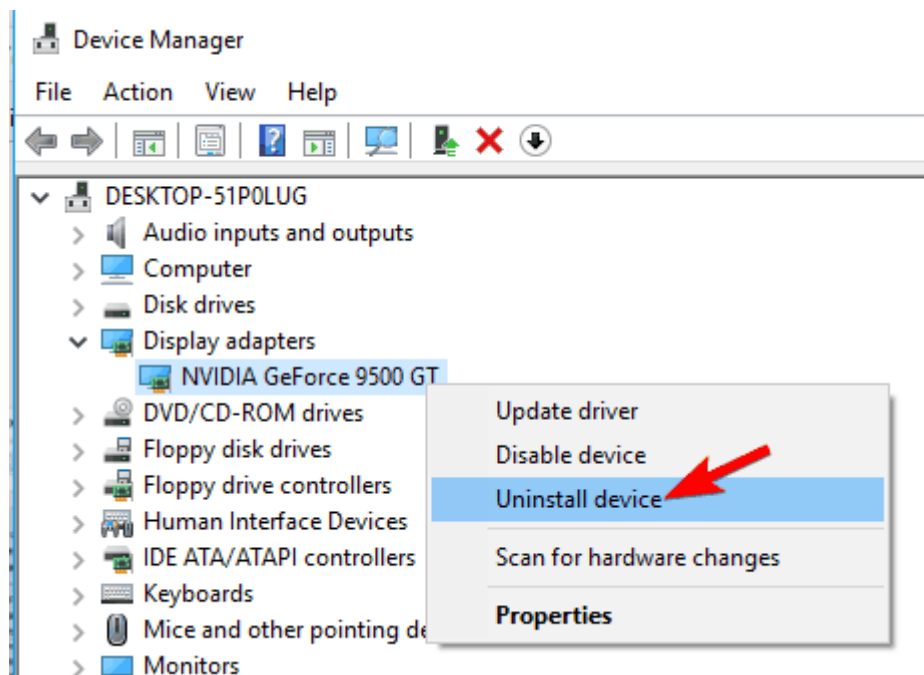 Device Manager
File Action View Help
DESKTOP-51P0LUG
Audio inputs and outputs
Computer
Disk drives
Display adapters
NVIDIA GeForce 9500 GT
DVD/CD-ROM drives
Floppy disk drives
Floppy drive controllers
Human Interface Devices
IDE ATA/ATAPI controllers
Keyboards
Mice and other pointing de
Monitors
Update driver
Disable device
Uninstall device
Scan for hardware changes
Properties